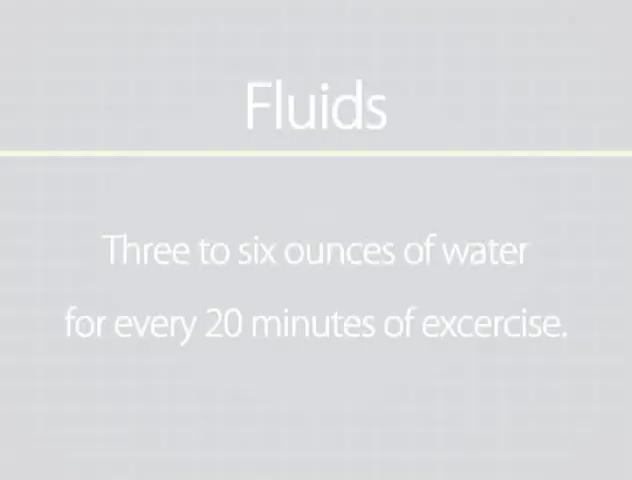 Fluids
Three to six ounces of water
for every 20 minutes of excercise.